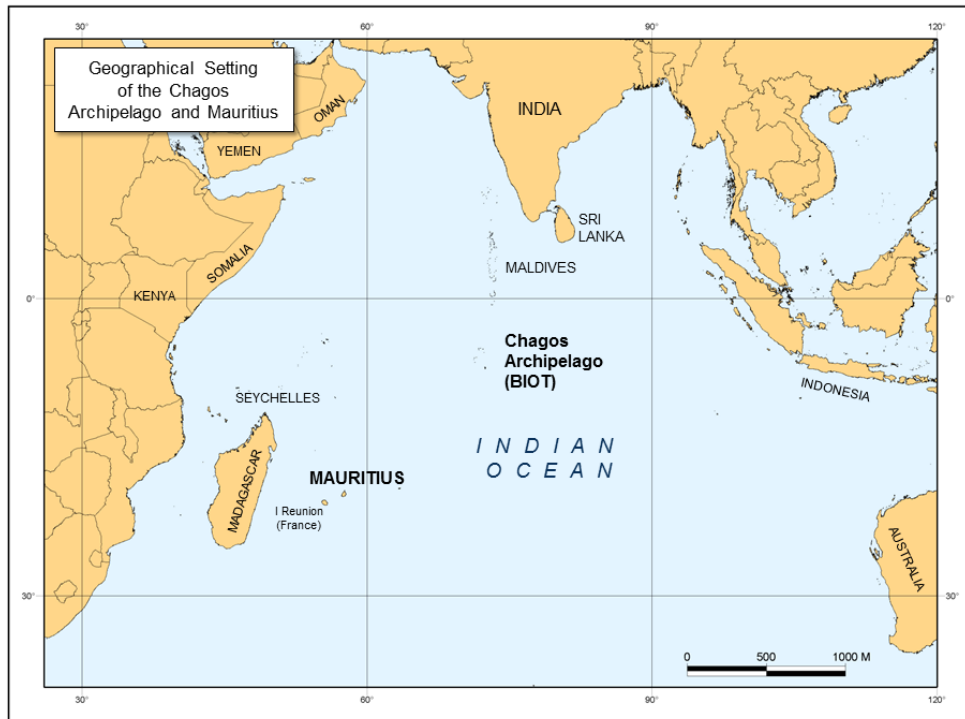 30°
60°
90°
120°
Geographical Setting
of the Chagos
Archipelago and Mauritius
OMAN
YEMEN
INDIA
SRI
LANKA
SOMALIA
MALDIVES
KENYA
0°
0°
Chagos
Archipelago
(BIOT)
INDONESIA
SEYCHELLES
INDIAN
OCEAN
MAURITIUS
MADAGASCAR
I Reunion
(France)
AUSTRALIA
30°
30°
0 500 1000 M
30°
60°
90°
120°